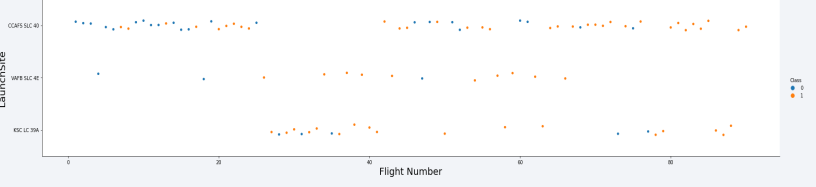 CCAFS SLC 40
VAFB SLC 4E
KSC LC 39A
LaunchSite
0
20
40
60
80
Flight Number
Class
0
1